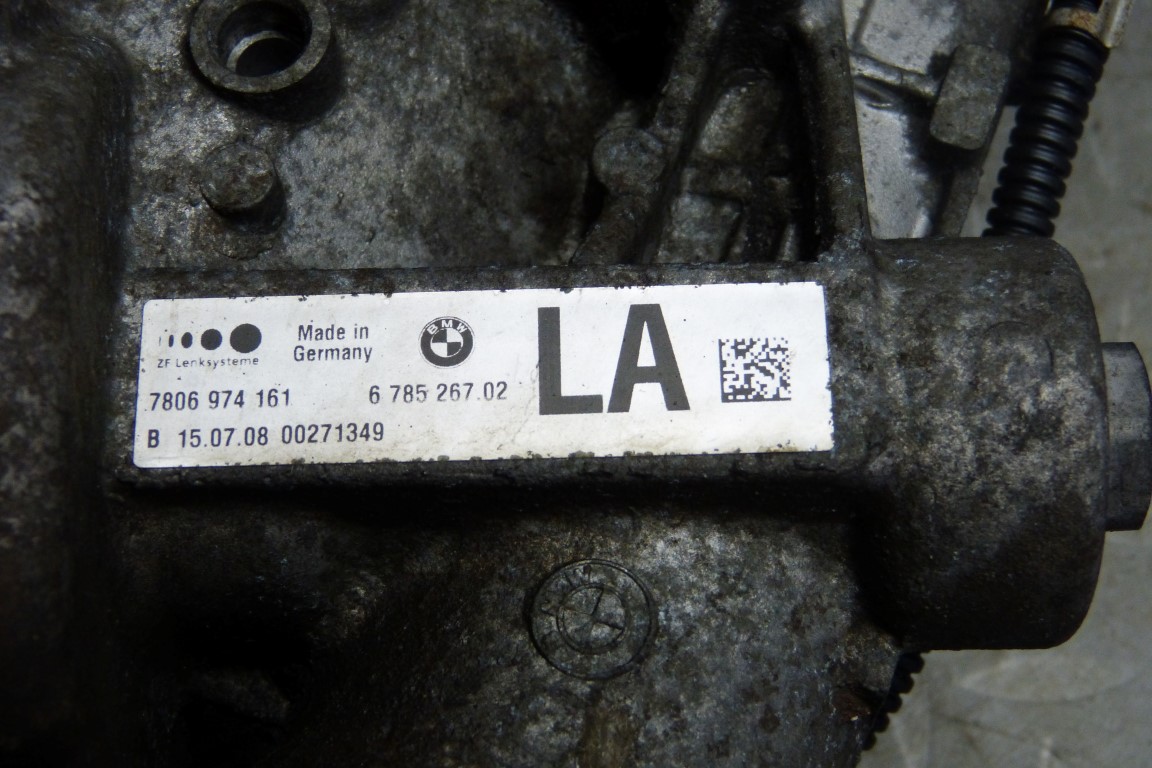 ZF Lenksysteme
Made in
Germany
BMW
LA
7806 974 161
6 785 267.02
B 15.07.08 00271349